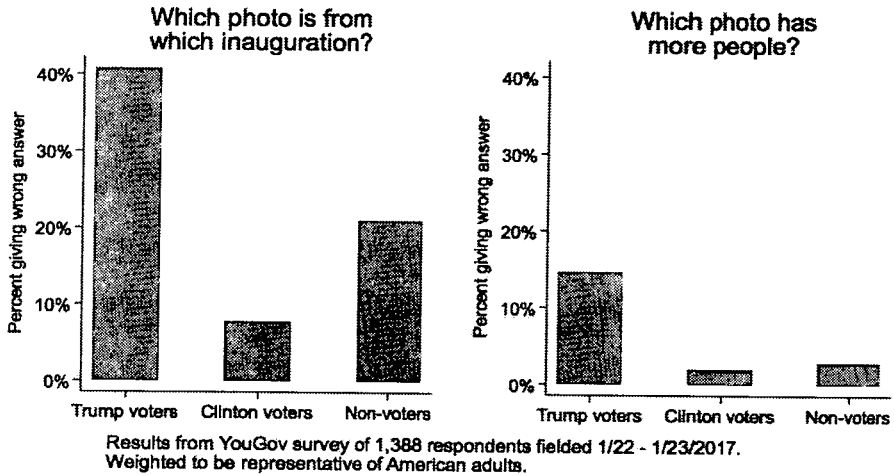 Which photo is from
which inauguration?
Percent giving wrong answer
40%
30%
20%
10%
0%
Trump voters
Clinton voters
Non-voters
Which photo has
more people?
Percent giving wrong answer
40%
30%
20%
10%
0%
Trump voters
Clinton voters
Non-voters
Results from YouGov survey of 1,388 respondents fielded 1/22 - 1/23/2017.
Weighted to be representative of American adults.